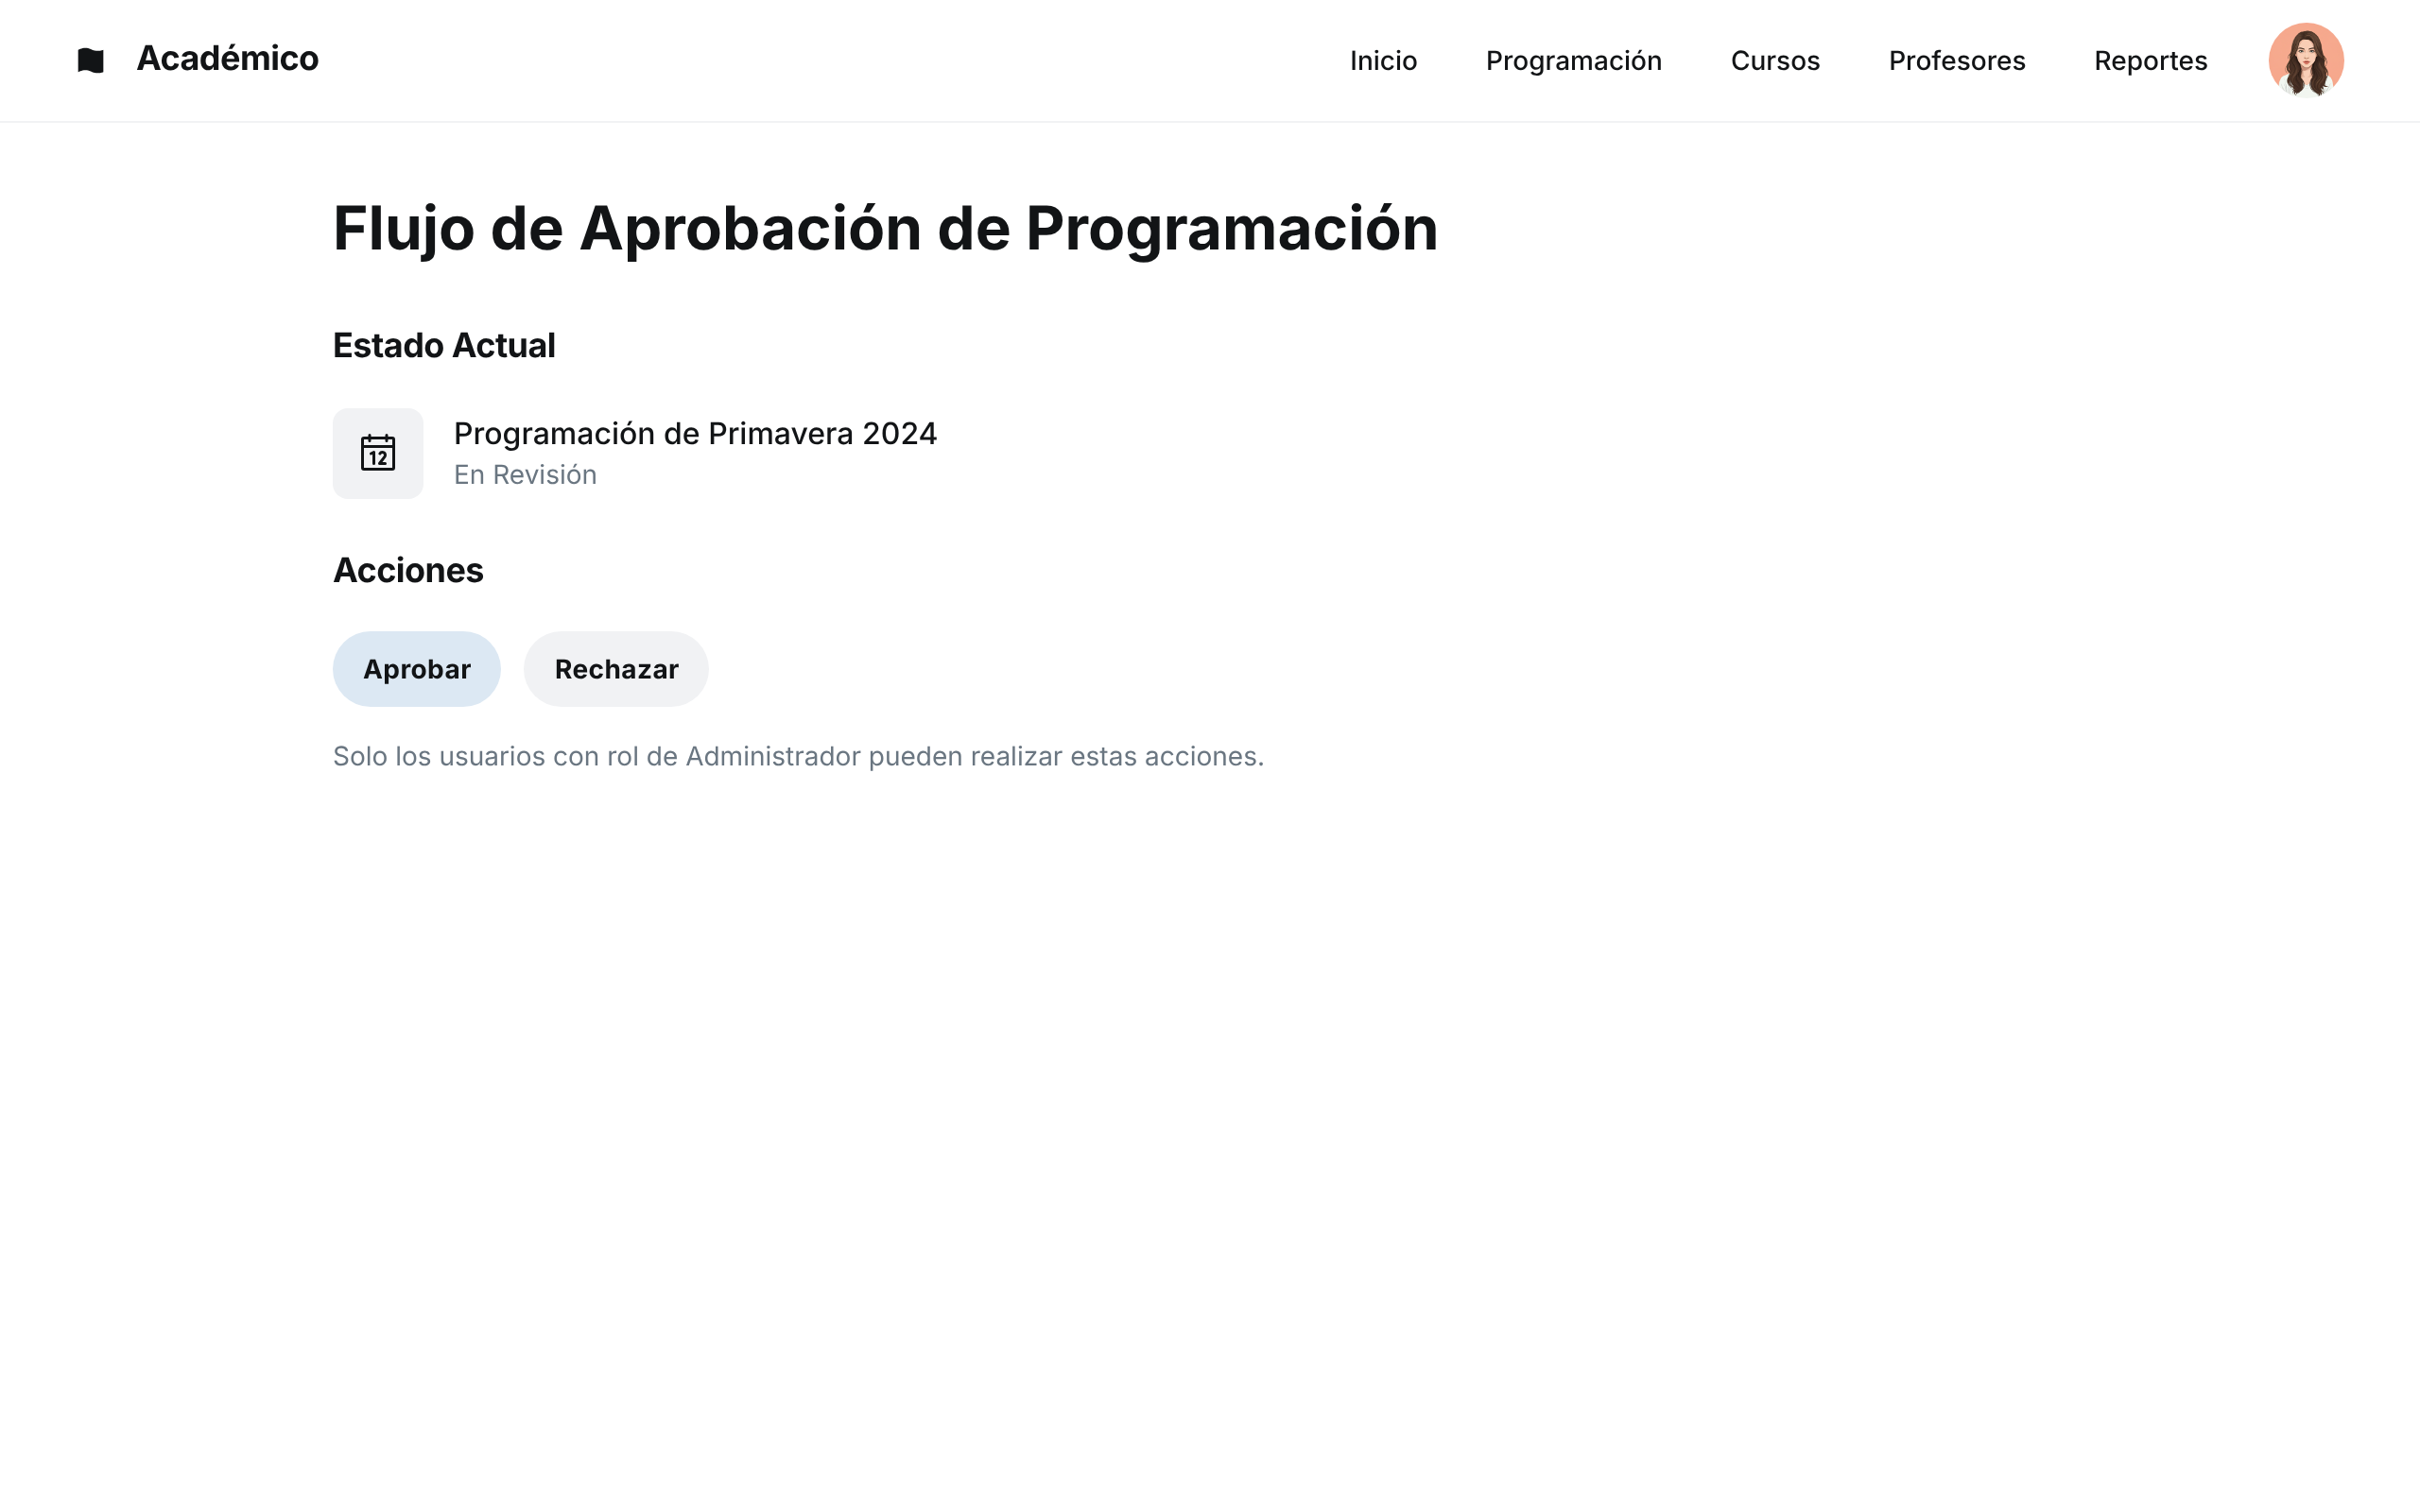 Académico
Inicio
Programación
Cursos
Profesores
Reportes
Flujo de Aprobación de Programación
Estado Actual
12
Programación de Primavera 2024
En Revisión
Acciones
Aprobar
Rechazar
Solo los usuarios con rol de Administrador pueden realizar estas acciones.